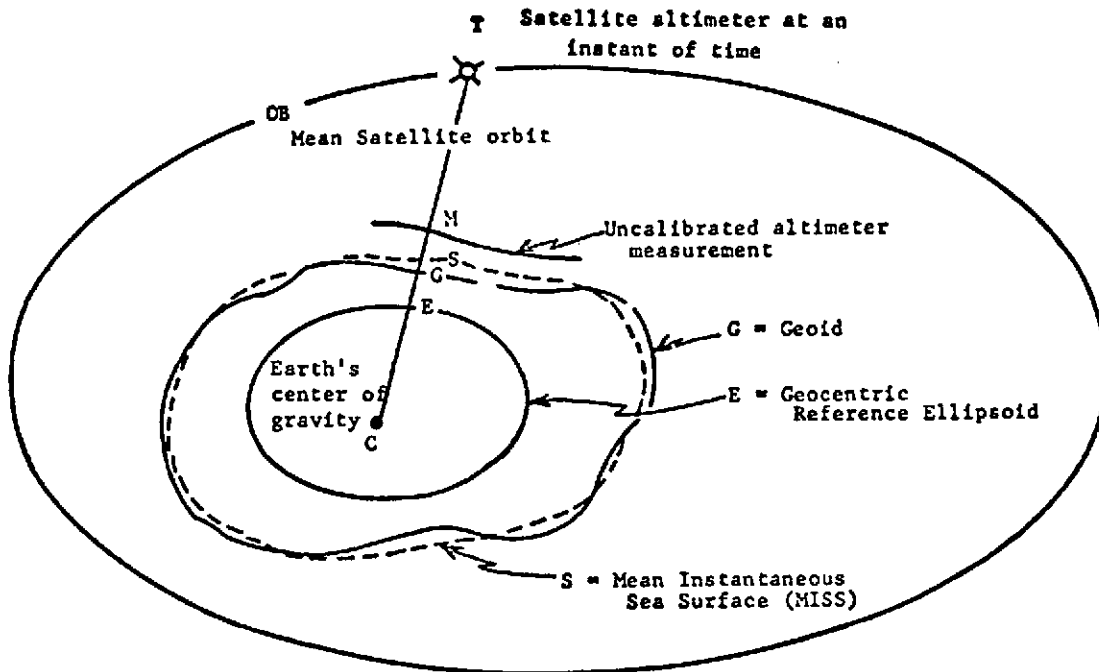 T Satellite altimeter at an
instant of time
OB
Mean Satellite orbit
M
Uncalibrated altimeter
measurement
S
G
E
G = Geoid
Earth's
center of
gravity
C
E = Geocentric
Reference Ellipsoid
S = Mean Instantaneous
Sea Surface (MISS)